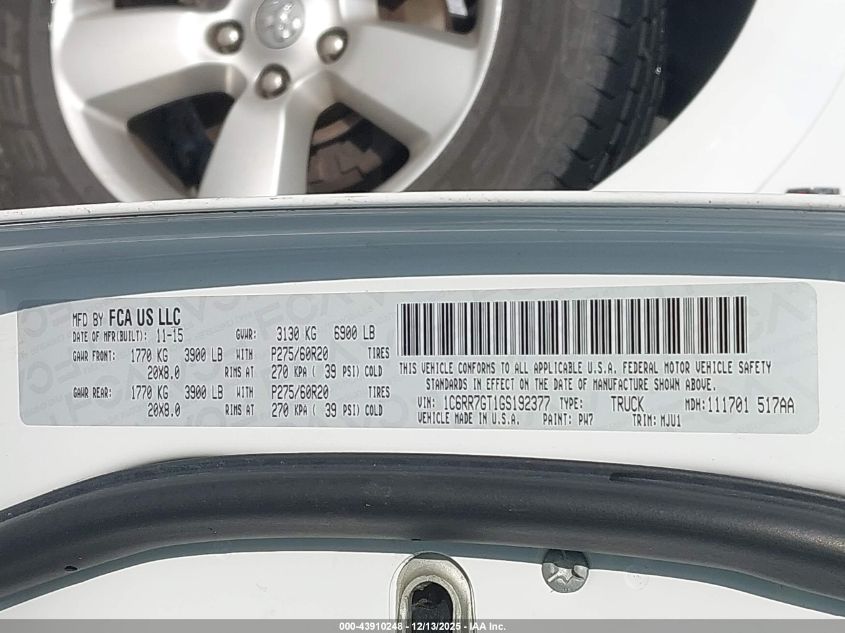 MFD BY FCA US LLC
DATE OF MFR(BUILT): 11-15 GVWR: 3130 KG 6900 LB
GAWR FRONT: 1770 KG 3900 LB WITH P275/60R20 TIRES
20X8.0 RIMS AT 270 KPA ( 39 PSI) COLD
GAWR REAR: 1770 KG 3900 LB WITH P275/60R20 TIRES
20X8.0 RIMS AT 270 KPA ( 39 PSI) COLD
THIS VEHICLE CONFORMS TO ALL APPLICABLE U.S.A. FEDERAL MOTOR VEHICLE SAFETY
STANDARDS IN EFFECT ON THE DATE OF MANUFACTURE SHOWN ABOVE.
VIN: 1C6RR7GT1GS192377 TYPE: TRUCK MDH: 111701 517AA
VEHICLE MADE IN U.S.A. PAINT: PW7 TRIM: MJU1
000-43910248 - 12/13/2025 - IAA Inc.